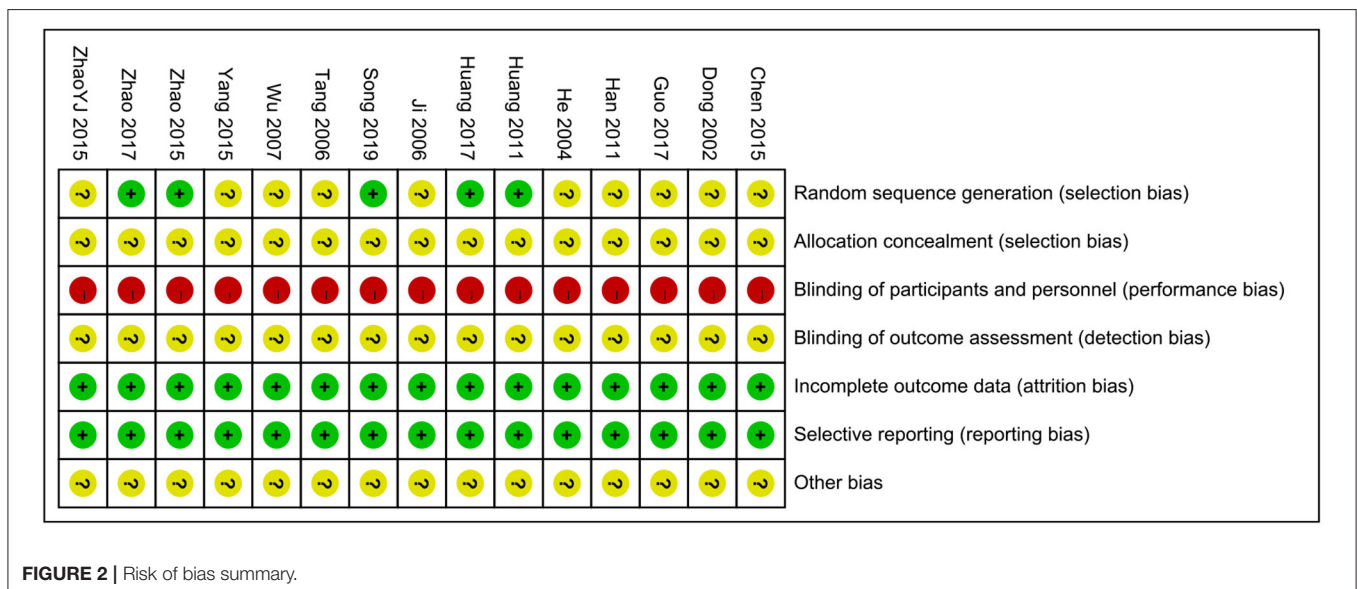 ZhaoYJ 2015
Zhao 2017
Zhao 2015
Yang 2015
Wu 2007
Tang 2006
Song 2019
Ji 2006
Huang 2017
Huang 2011
He 2004
Han 2011
Guo 2017
Dong 2002
Chen 2015
? + + ? ? ? + ? + + ? ? ? ? ? Random sequence generation (selection bias)
? ? ? ? ? ? ? ? ? ? ? ? ? ? ? Allocation concealment (selection bias)
– – – – – – – – – – – – – – – Blinding of participants and personnel (performance bias)
? ? ? ? ? ? ? ? ? ? ? ? ? ? ? Blinding of outcome assessment (detection bias)
+ + + + + + + + + + + + + + + Incomplete outcome data (attrition bias)
+ + + + + + + + + + + + + + + Selective reporting (reporting bias)
? ? ? ? ? ? ? ? ? ? ? ? ? ? ? Other bias
FIGURE 2 | Risk of bias summary.